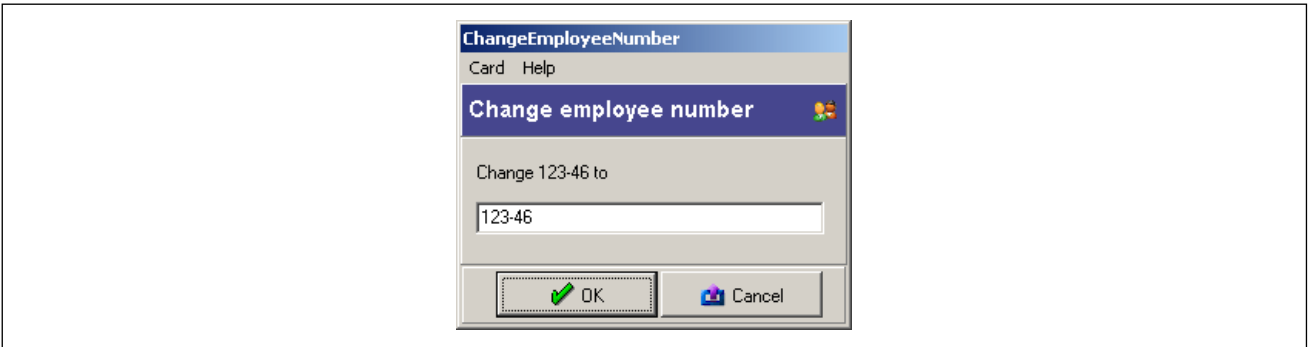 ChangeEmployeeNumber
Card Help
Change employee number
Change 123-46 to
123-46
OK Cancel